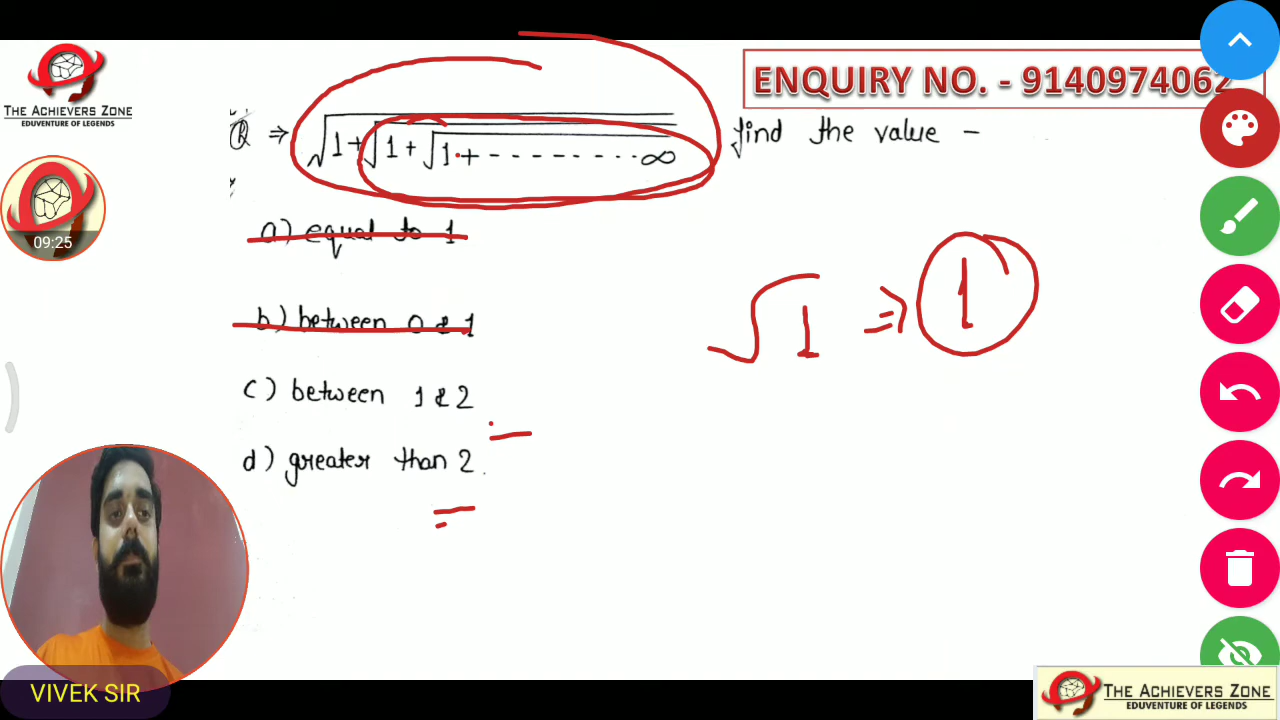 THE ACHIEVERS ZONE
EDUVENTURE OF LEGENDS
ENQUIRY NO. - 9140974062
⇒ √1+√1+√1+--------∞ find the value -
09:25
a) equal to 1
b) between 0 & 1
c) between 1 & 2
d) greater than 2.
√1 ⇒ 1
VIVEK SIR
THE ACHIEVERS ZONE
EDUVENTURE OF LEGENDS